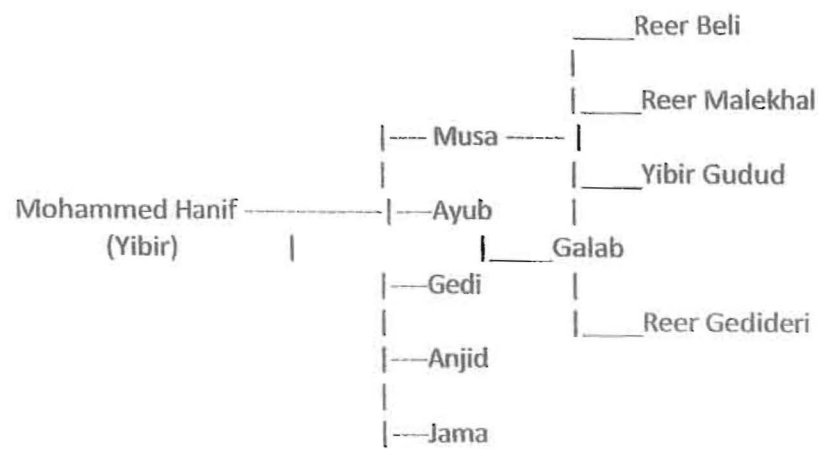 Reer Beli
Reer Malekhal
Musa
Yibir Gudud
Mohammed Hanif
Ayub
(Yibir)
Galab
Gedi
Reer Gedideri
Anjid
Jama